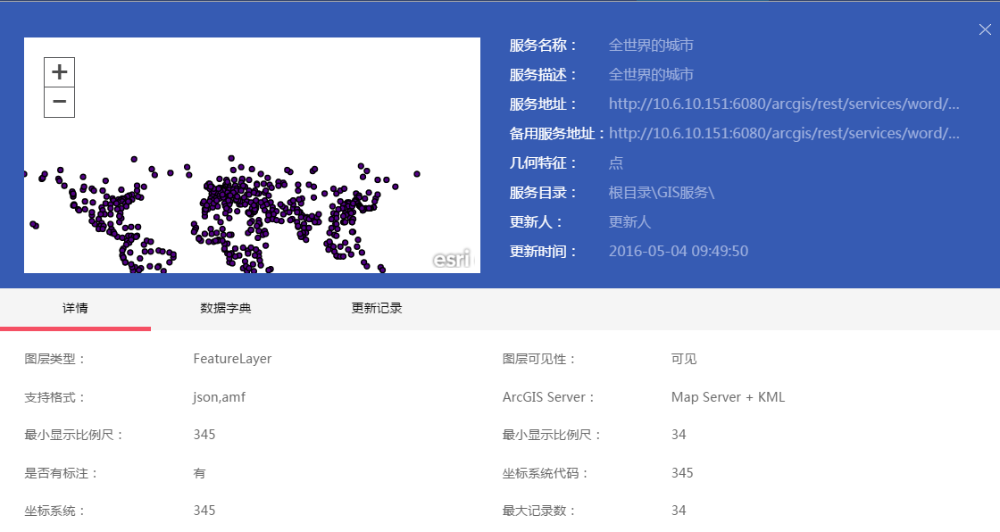 +
−
esri
服务名称： 全世界的城市
服务描述： 全世界的城市
服务地址： http://10.6.10.151:6080/arcgis/rest/services/word/...
备用服务地址：http://10.6.10.151:6080/arcgis/rest/services/word/...
几何特征： 点
服务目录： 根目录\GIS服务\
更新人： 更新人
更新时间： 2016-05-04 09:49:50
详情 数据字典 更新记录
图层类型： FeatureLayer 图层可见性： 可见
支持格式： json,amf ArcGIS Server： Map Server + KML
最小显示比例尺： 345 最小显示比例尺： 34
是否有标注： 有 坐标系统代码： 345
坐标系统： 345 最大记录数： 34